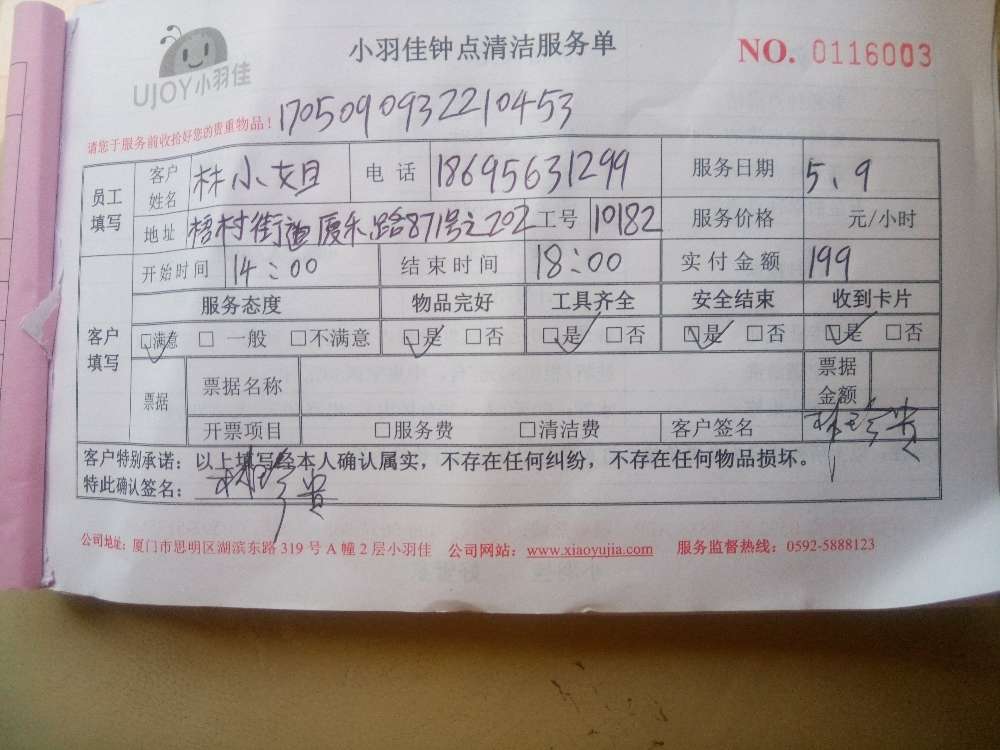 UJOY小羽佳
小羽佳钟点清洁服务单
NO. 0116003
请您于服务前收拾好您的贵重物品！
1705090932210453
员工填写
客户姓名 林小姐 电话 18695631299 服务日期 5.9
地址 梧村街道厦禾路871号之202 工号 10182 服务价格 元/小时
客户填写
开始时间 14:00 结束时间 18:00 实付金额 199
服务态度 物品完好 工具齐全 安全结束 收到卡片
□满意 □一般 □不满意 □是 □否 □是 □否 □是 □否 □是 □否
票据 票据名称 票据金额
开票项目 □服务费 □清洁费 客户签名
客户特别承诺：以上填写经本人确认属实，不存在任何纠纷，不存在任何物品损坏。
特此确认签名：
公司地址：厦门市思明区湖滨东路319号A幢2层小羽佳 公司网站：www.xiaoyujia.com 服务监督热线：0592-5888123